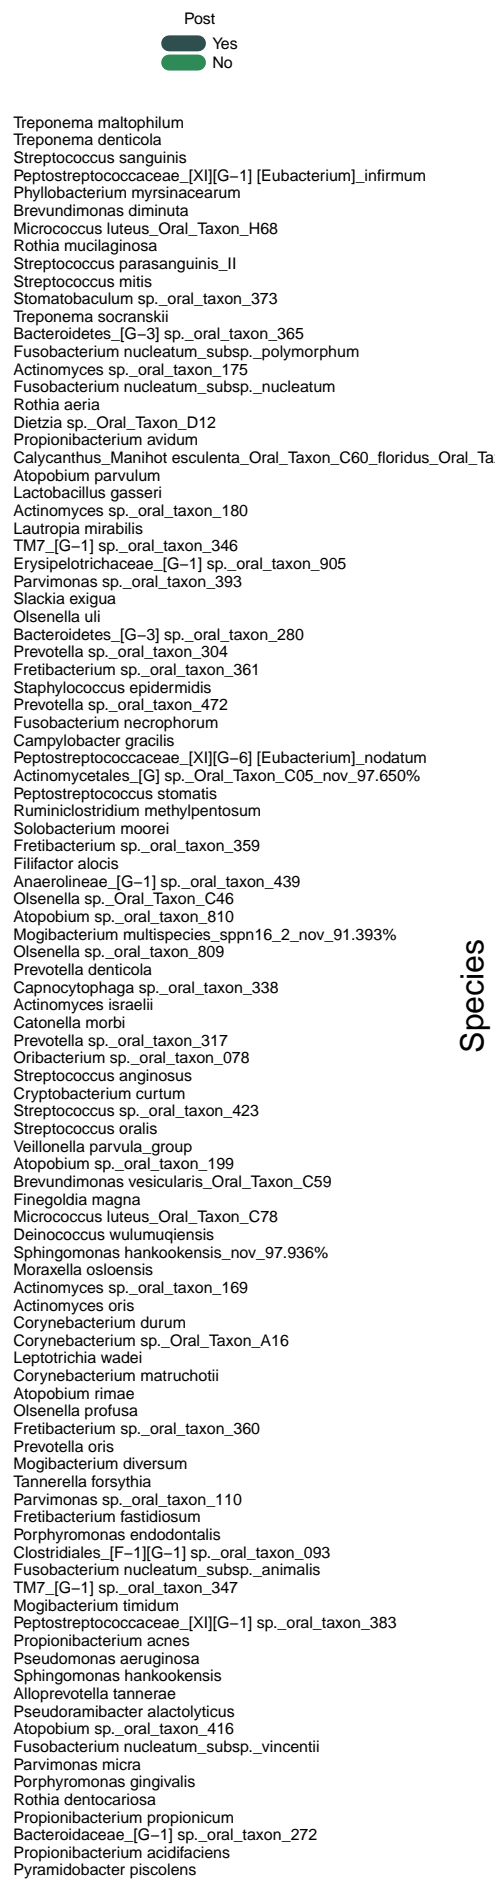 Post
Yes
No
Treponema maltophilum
Treponema denticola
Streptococcus sanguinis
Peptostreptococcaceae_[XI][G−1] [Eubacterium]_infirmum
Phyllobacterium myrsinacearum
Brevundimonas diminuta
Micrococcus luteus_Oral_Taxon_H68
Rothia mucilaginosa
Streptococcus parasanguinis_II
Streptococcus mitis
Stomatobaculum sp._oral_taxon_373
Treponema socranskii
Bacteroidetes_[G−3] sp._oral_taxon_365
Fusobacterium nucleatum_subsp._polymorphum
Actinomyces sp._oral_taxon_175
Fusobacterium nucleatum_subsp._nucleatum
Rothia aeria
Dietzia sp._Oral_Taxon_D12
Propionibacterium avidum
Calycanthus_Manihot esculenta_Oral_Taxon_C60_floridus_Oral_Ta
Atopobium parvulum
Lactobacillus gasseri
Actinomyces sp._oral_taxon_180
Lautropia mirabilis
TM7_[G−1] sp._oral_taxon_346
Erysipelotrichaceae_[G−1] sp._oral_taxon_905
Parvimonas sp._oral_taxon_393
Slackia exigua
Olsenella uli
Bacteroidetes_[G−3] sp._oral_taxon_280
Prevotella sp._oral_taxon_304
Fretibacterium sp._oral_taxon_361
Staphylococcus epidermidis
Prevotella sp._oral_taxon_472
Fusobacterium necrophorum
Campylobacter gracilis
Peptostreptococcaceae_[XI][G−6] [Eubacterium]_nodatum
Actinomycetales_[G] sp._Oral_Taxon_C05_nov_97.650%
Peptostreptococcus stomatis
Ruminiclostridium methylpentosum
Solobacterium moorei
Fretibacterium sp._oral_taxon_359
Filifactor alocis
Anaerolineae_[G−1] sp._oral_taxon_439
Olsenella sp._Oral_Taxon_C46
Atopobium sp._oral_taxon_810
Mogibacterium multispecies_sppn16_2_nov_91.393%
Olsenella sp._oral_taxon_809
Prevotella denticola
Capnocytophaga sp._oral_taxon_338
Actinomyces israelii
Catonella morbi
Prevotella sp._oral_taxon_317
Oribacterium sp._oral_taxon_078
Streptococcus anginosus
Cryptobacterium curtum
Streptococcus sp._oral_taxon_423
Streptococcus oralis
Veillonella parvula_group
Atopobium sp._oral_taxon_199
Brevundimonas vesicularis_Oral_Taxon_C59
Finegoldia magna
Micrococcus luteus_Oral_Taxon_C78
Deinococcus wulumuqiensis
Sphingomonas hankookensis_nov_97.936%
Moraxella osloensis
Actinomyces sp._oral_taxon_169
Actinomyces oris
Corynebacterium durum
Corynebacterium sp._Oral_Taxon_A16
Leptotrichia wadei
Corynebacterium matruchotii
Atopobium rimae
Olsenella profusa
Fretibacterium sp._oral_taxon_360
Prevotella oris
Mogibacterium diversum
Tannerella forsythia
Parvimonas sp._oral_taxon_110
Fretibacterium fastidiosum
Porphyromonas endodontalis
Clostridiales_[F−1][G−1] sp._oral_taxon_093
Fusobacterium nucleatum_subsp._animalis
TM7_[G−1] sp._oral_taxon_347
Mogibacterium timidum
Peptostreptococcaceae_[XI][G−1] sp._oral_taxon_383
Propionibacterium acnes
Pseudomonas aeruginosa
Sphingomonas hankookensis
Alloprevotella tannerae
Pseudoramibacter alactolyticus
Atopobium sp._oral_taxon_416
Fusobacterium nucleatum_subsp._vincentii
Parvimonas micra
Porphyromonas gingivalis
Rothia dentocariosa
Propionibacterium propionicum
Bacteroidaceae_[G−1] sp._oral_taxon_272
Propionibacterium acidifaciens
Pyramidobacter piscolens
Species